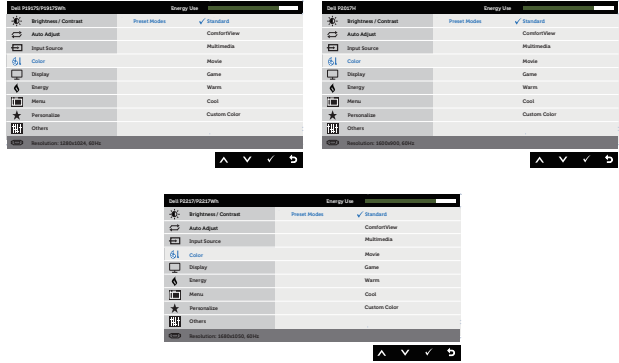 Dell P1917S/P1917SWh Energy Use
Brightness / Contrast Preset Modes ✓ Standard
Auto Adjust ComfortView
Input Source Multimedia
Color Movie
Display Game
Energy Warm
Menu Cool
Personalize Custom Color
Others
Resolution: 1280x1024, 60Hz
Dell P2017H Energy Use
Brightness / Contrast Preset Modes ✓ Standard
Auto Adjust ComfortView
Input Source Multimedia
Color Movie
Display Game
Energy Warm
Menu Cool
Personalize Custom Color
Others
Resolution: 1600x900, 60Hz
Dell P2217/P2217Wh Energy Use
Brightness / Contrast Preset Modes ✓ Standard
Auto Adjust ComfortView
Input Source Multimedia
Color Movie
Display Game
Energy Warm
Menu Cool
Personalize Custom Color
Others
Resolution: 1680x1050, 60Hz